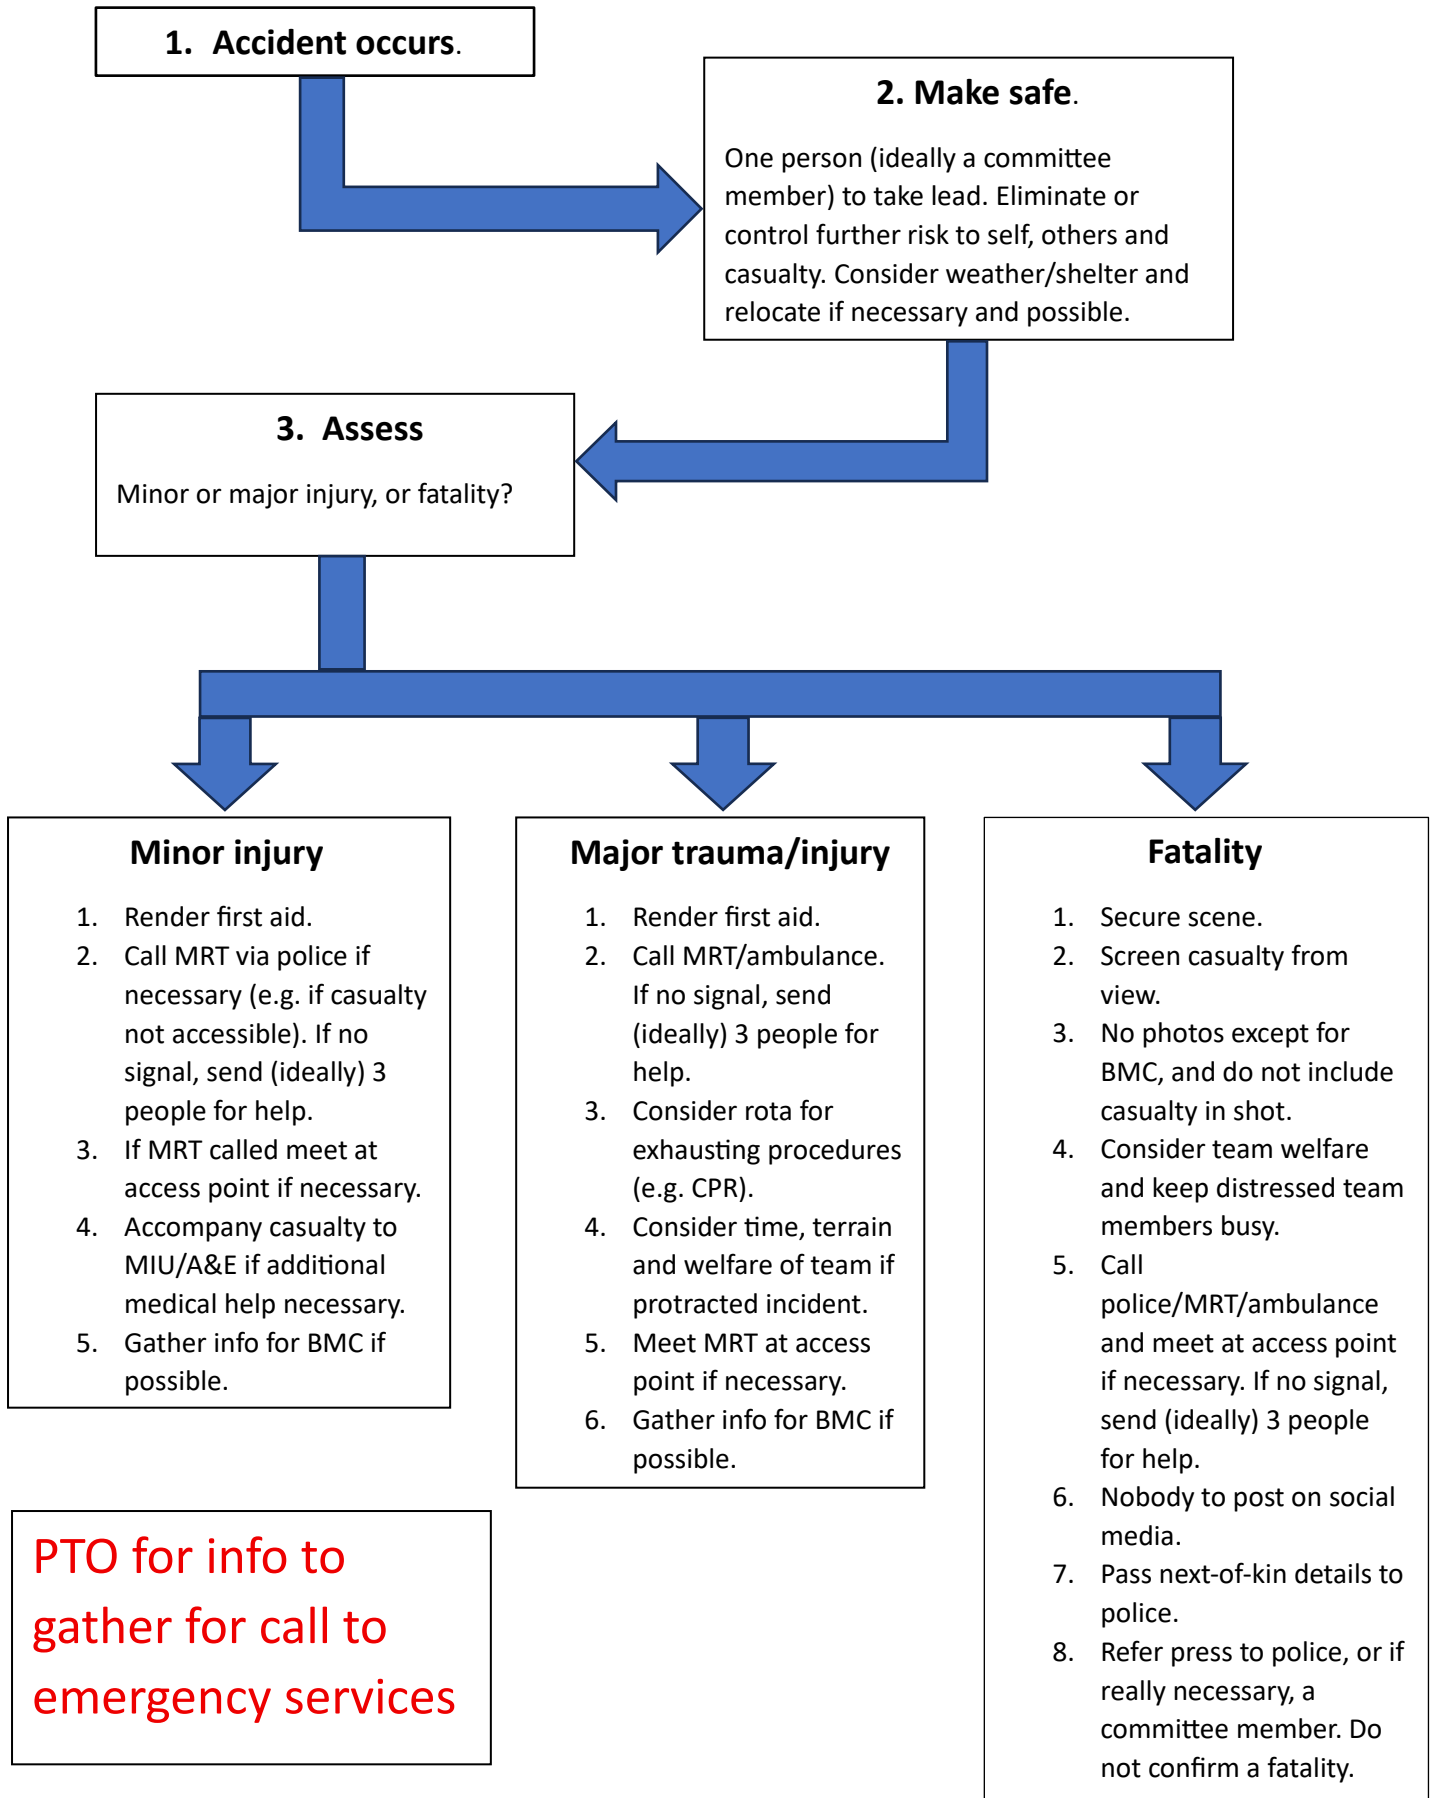 1. Accident occurs.
2. Make safe.
One person (ideally a committee
member) to take lead. Eliminate or
control further risk to self, others and
casualty. Consider weather/shelter and
relocate if necessary and possible.
3. Assess
Minor or major injury, or fatality?
Minor injury
1. Render first aid.
2. Call MRT via police if
necessary (e.g. if casualty
not accessible). If no
signal, send (ideally) 3
people for help.
3. If MRT called meet at
access point if necessary.
4. Accompany casualty to
MIU/A&E if additional
medical help necessary.
5. Gather info for BMC if
possible.
Major trauma/injury
1. Render first aid.
2. Call MRT/ambulance.
If no signal, send
(ideally) 3 people for
help.
3. Consider rota for
exhausting procedures
(e.g. CPR).
4. Consider time, terrain
and welfare of team if
protracted incident.
5. Meet MRT at access
point if necessary.
6. Gather info for BMC if
possible.
Fatality
1. Secure scene.
2. Screen casualty from
view.
3. No photos except for
BMC, and do not include
casualty in shot.
4. Consider team welfare
and keep distressed team
members busy.
5. Call
police/MRT/ambulance
and meet at access point
if necessary. If no signal,
send (ideally) 3 people
for help.
6. Nobody to post on social
media.
7. Pass next-of-kin details to
police.
8. Refer press to police, or if
really necessary, a
committee member. Do
not confirm a fatality.
PTO for info to
gather for call to
emergency services